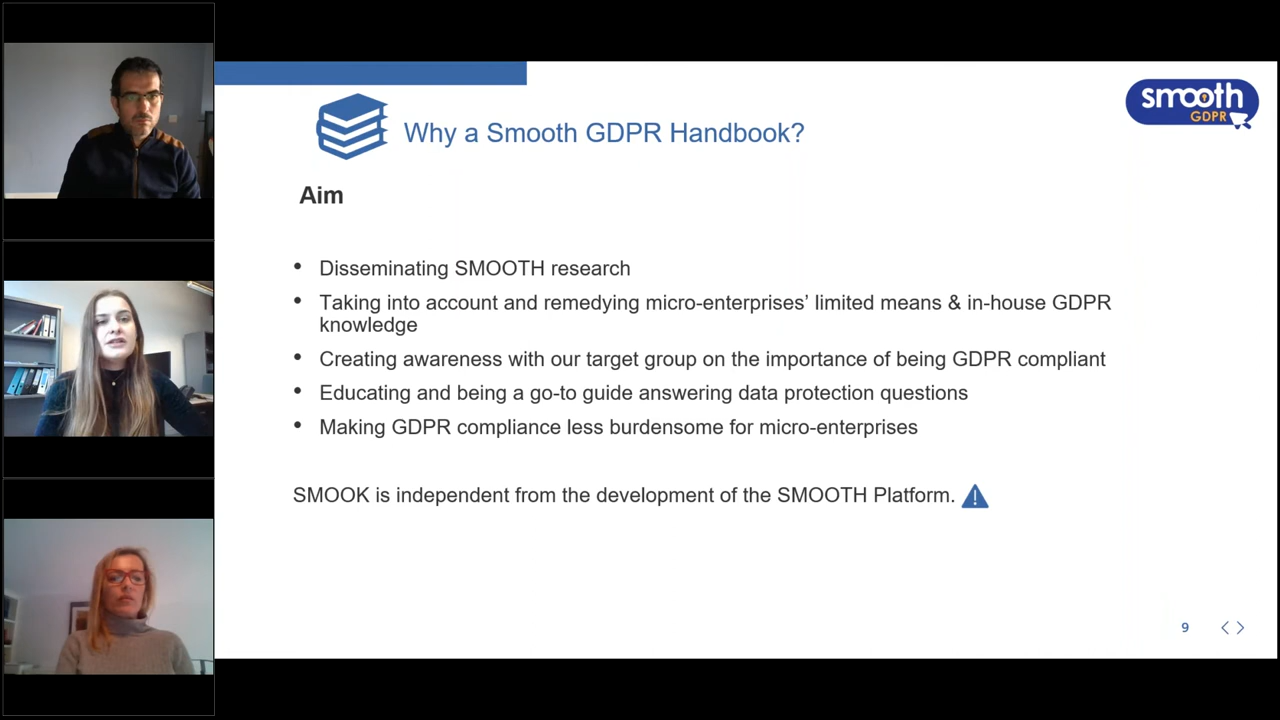 smooth
GDPR
Why a Smooth GDPR Handbook?
Aim
• Disseminating SMOOTH research
• Taking into account and remedying micro-enterprises’ limited means & in-house GDPR
knowledge
• Creating awareness with our target group on the importance of being GDPR compliant
• Educating and being a go-to guide answering data protection questions
• Making GDPR compliance less burdensome for micro-enterprises
SMOOK is independent from the development of the SMOOTH Platform.
9